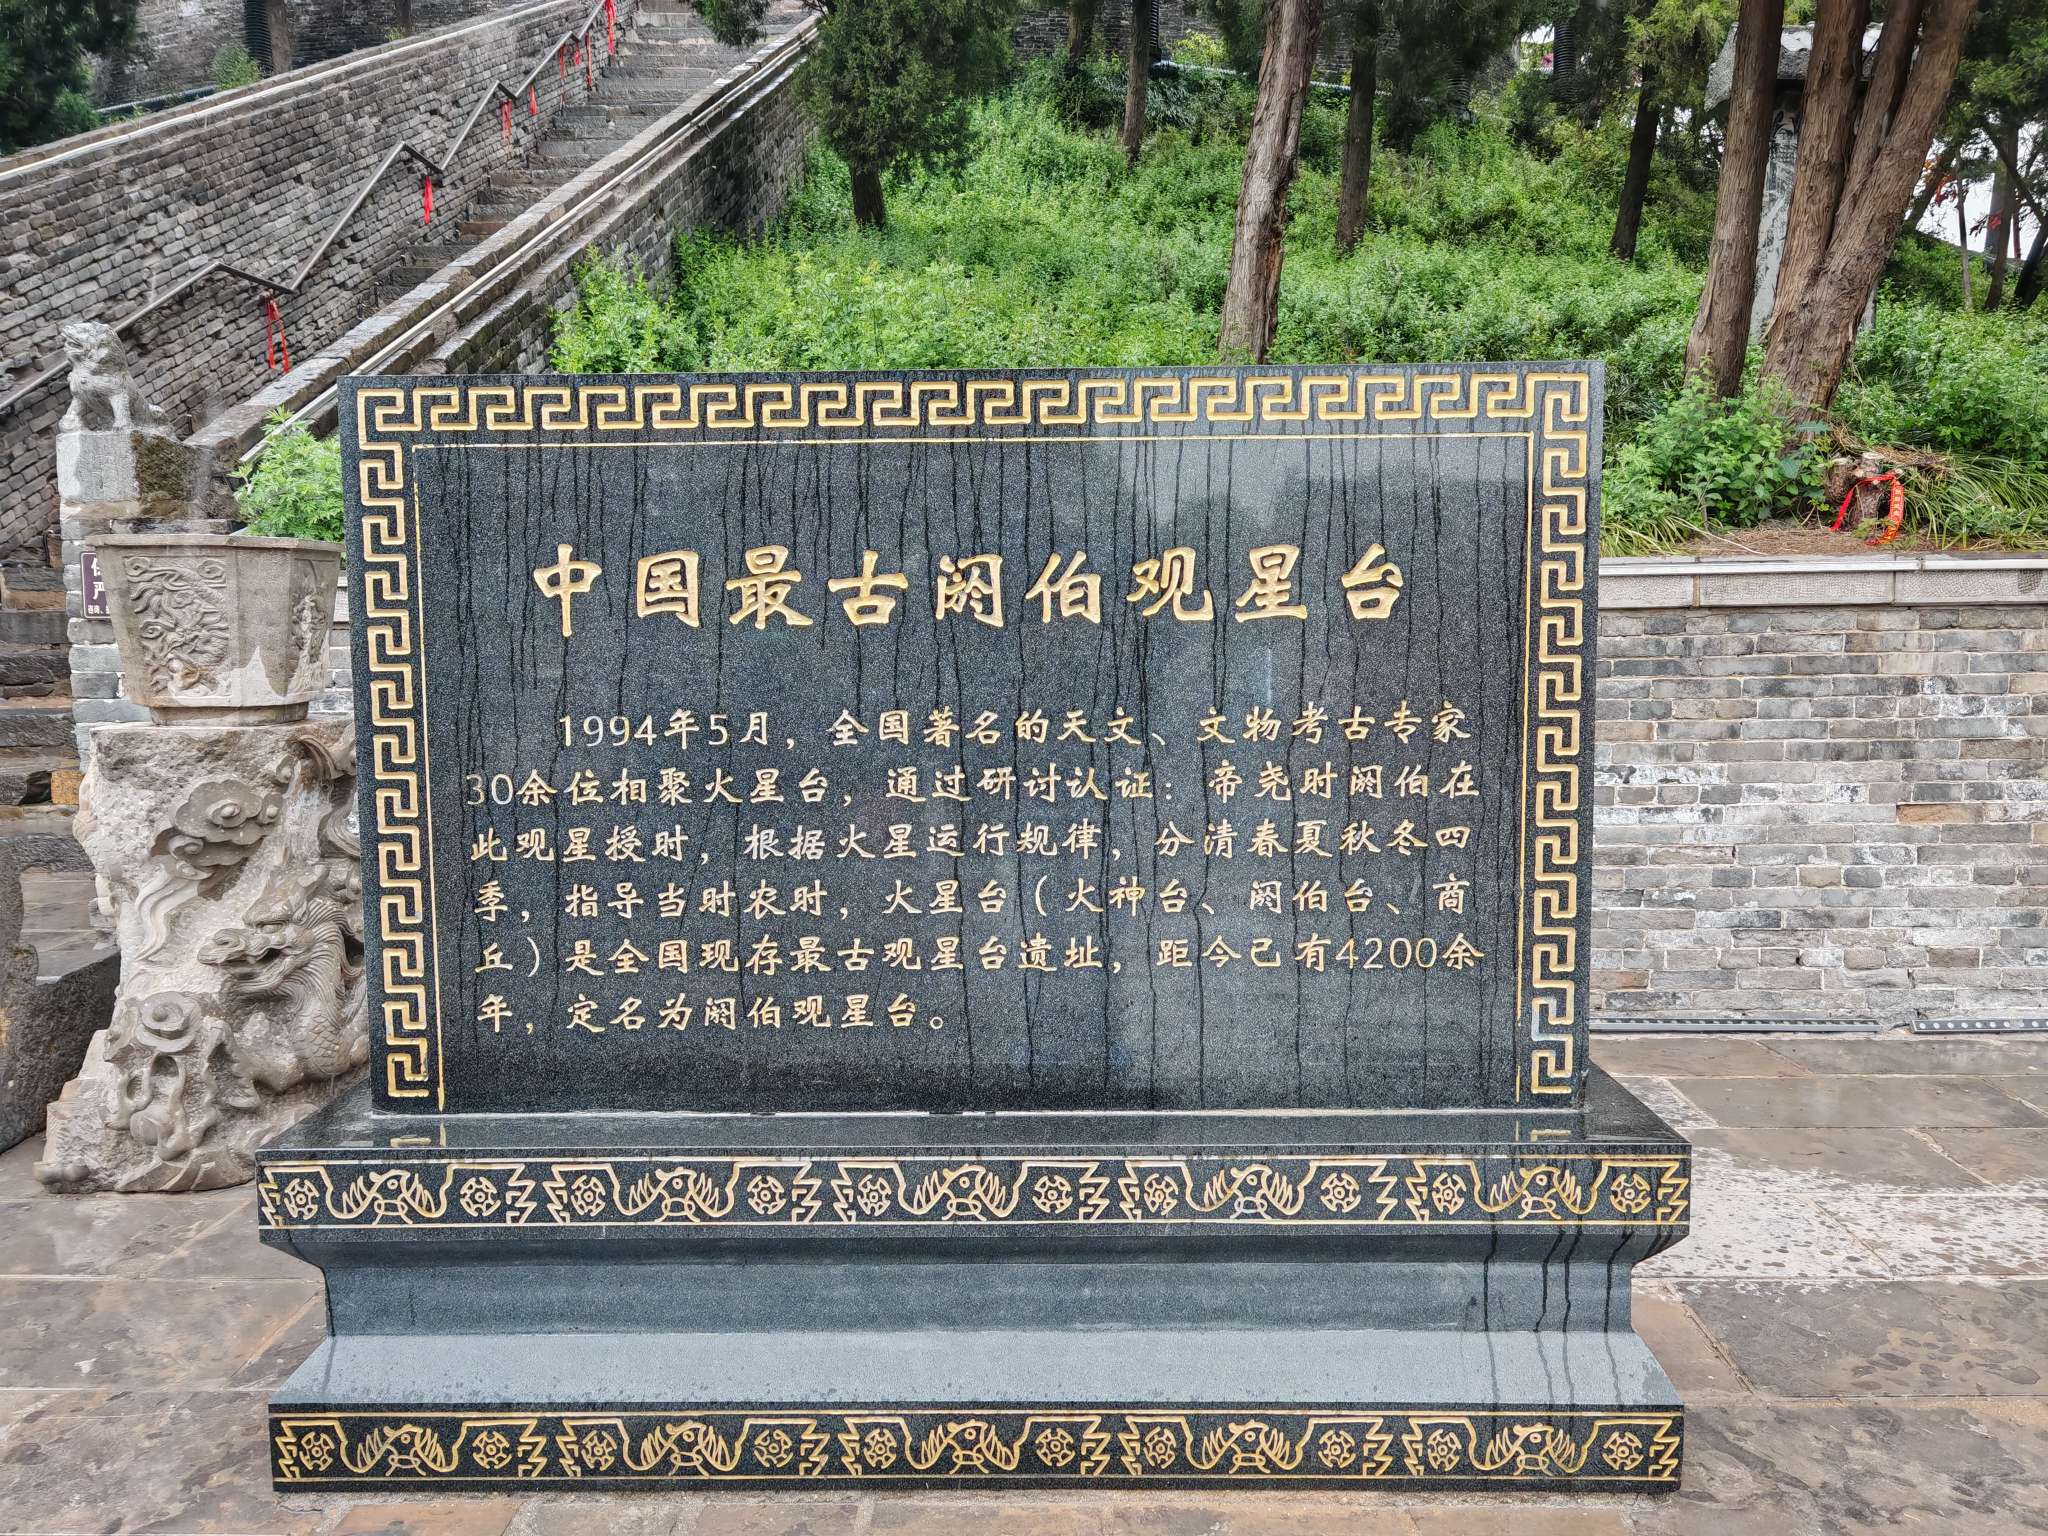 中国最古阏伯观星台
1994年5月，全国著名的天文、文物考古专家
30余位相聚火星台，通过研讨认证：帝尧时阏伯在
此观星授时，根据火星运行规律，分清春夏秋冬四
季，指导当时农时，火星台（火神台、阏伯台、商
丘）是全国现存最古观星台遗址，距今已有4200余
年，定名为阏伯观星台。